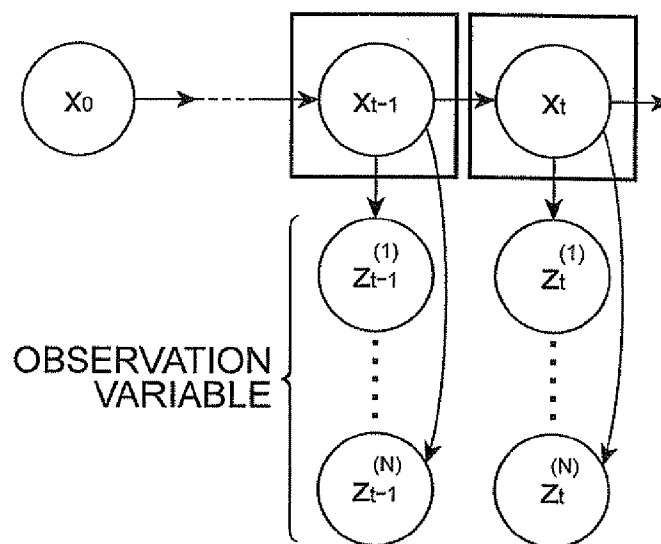 X0
Xt-1
Xt
Zt-1(1)
Zt(1)
OBSERVATION
VARIABLE
Zt-1(N)
Zt(N)